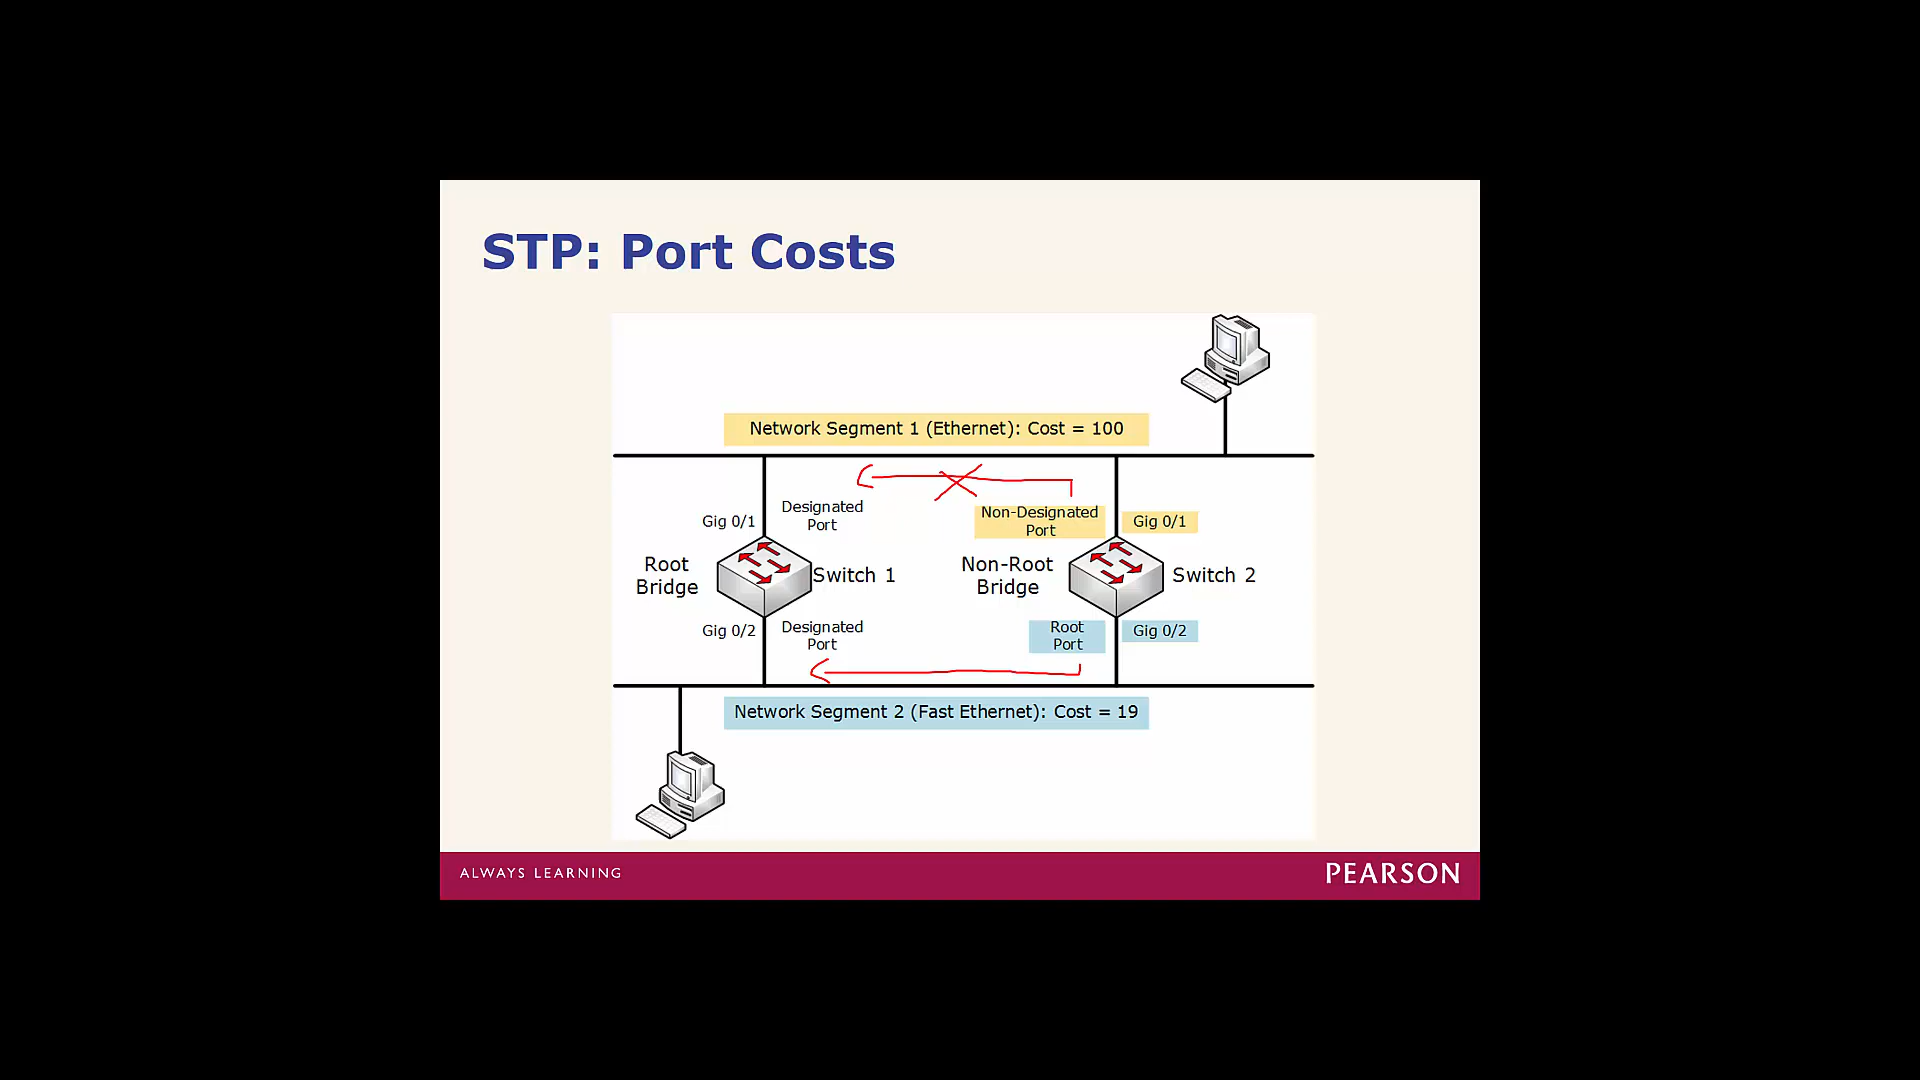 STP: Port Costs
Network Segment 1 (Ethernet): Cost = 100
Designated
Port
Gig 0/1
Non-Designated
Port
Gig 0/1
Root
Bridge
Switch 1
Non-Root
Bridge
Switch 2
Gig 0/2
Designated
Port
Root
Port
Gig 0/2
Network Segment 2 (Fast Ethernet): Cost = 19
ALWAYS LEARNING
PEARSON